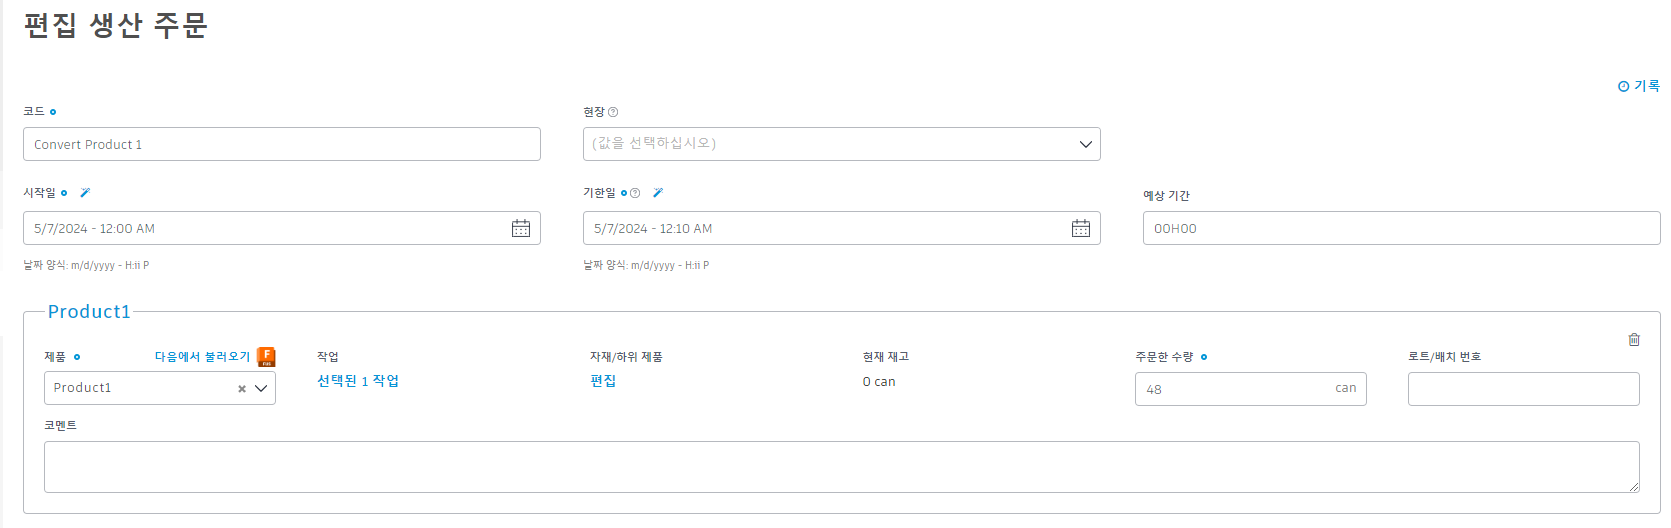 편집 생산 주문
기록
코드
현장
Convert Product 1
(값을 선택하십시오)
시작일
기한일
예상 기간
5/7/2024 - 12:00 AM
5/7/2024 - 12:10 AM
00H00
날짜 양식: m/d/yyyy - H:ii P
날짜 양식: m/d/yyyy - H:ii P
Product1
제품
다음에서 불러오기
작업
자재/하위 제품
현재 재고
주문한 수량
로트/배치 번호
Product1
선택된 1 작업
편집
0 can
48
can
코멘트